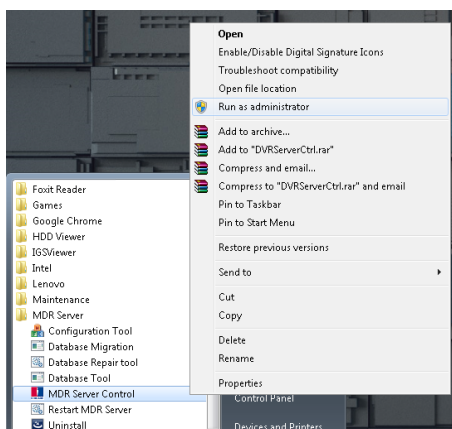 Open
Enable/Disable Digital Signature Icons
Troubleshoot compatibility
Open file location
Run as administrator
Add to archive...
Add to "DVRServerCtrl.rar"
Compress and email...
Compress to "DVRServerCtrl.rar" and email
Pin to Taskbar
Pin to Start Menu
Restore previous versions
Send to
Cut
Copy
Delete
Rename
Properties
Foxit Reader
Games
Google Chrome
HDD Viewer
IGSViewer
Intel
Lenovo
Maintenance
MDR Server
Configuration Tool
Database Migration
Database Repair tool
Database Tool
MDR Server Control
Restart MDR Server
Uninstall
Control Panel
Devices and Printers